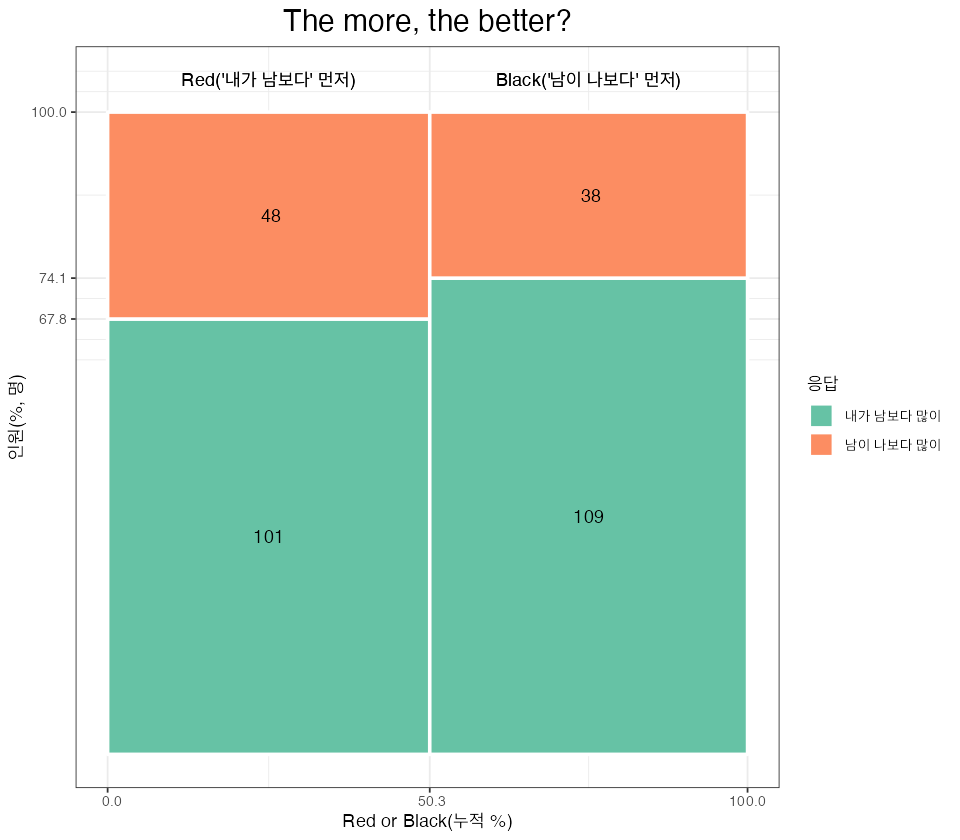 The more, the better?
Red('내가 남보다' 먼저)
Black('남이 나보다' 먼저)
100.0
48
38
74.1
67.8
인원(%, 명)
101
109
응답
내가 남보다 많이
남이 나보다 많이
0.0
50.3
100.0
Red or Black(누적 %)